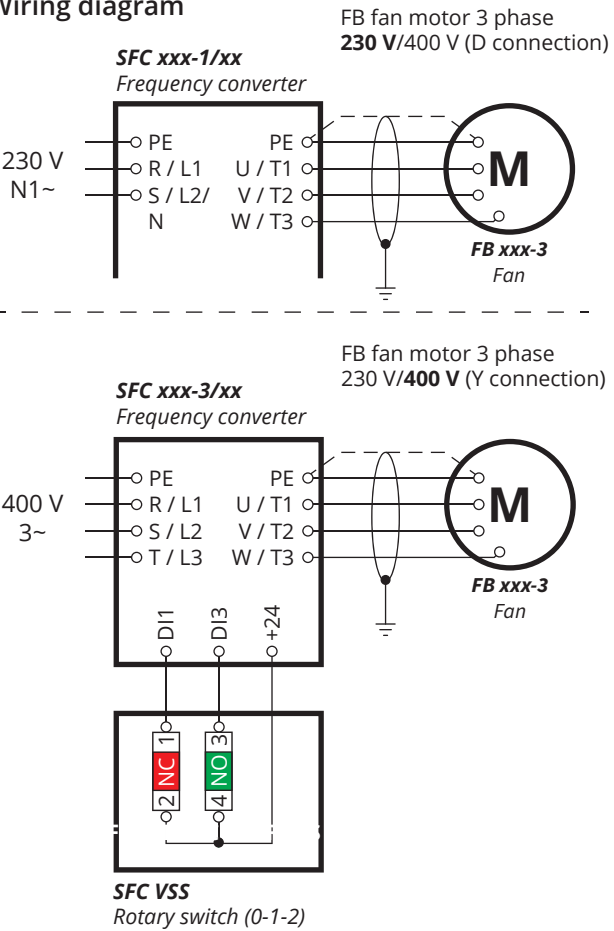 Wiring diagram
FB fan motor 3 phase
230 V/400 V (D connection)
SFC xxx-1/xx
Frequency converter
230 V
N1~
PE
R / L1
S / L2/
N
PE
U / T1
V / T2
W / T3
M
FB xxx-3
Fan
FB fan motor 3 phase
230 V/400 V (Y connection)
SFC xxx-3/xx
Frequency converter
400 V
3~
PE
R / L1
S / L2
T / L3
PE
U / T1
V / T2
W / T3
M
FB xxx-3
Fan
DI1
DI3
+24
2 NC 1
4 NO 3
SFC VSS
Rotary switch (0-1-2)